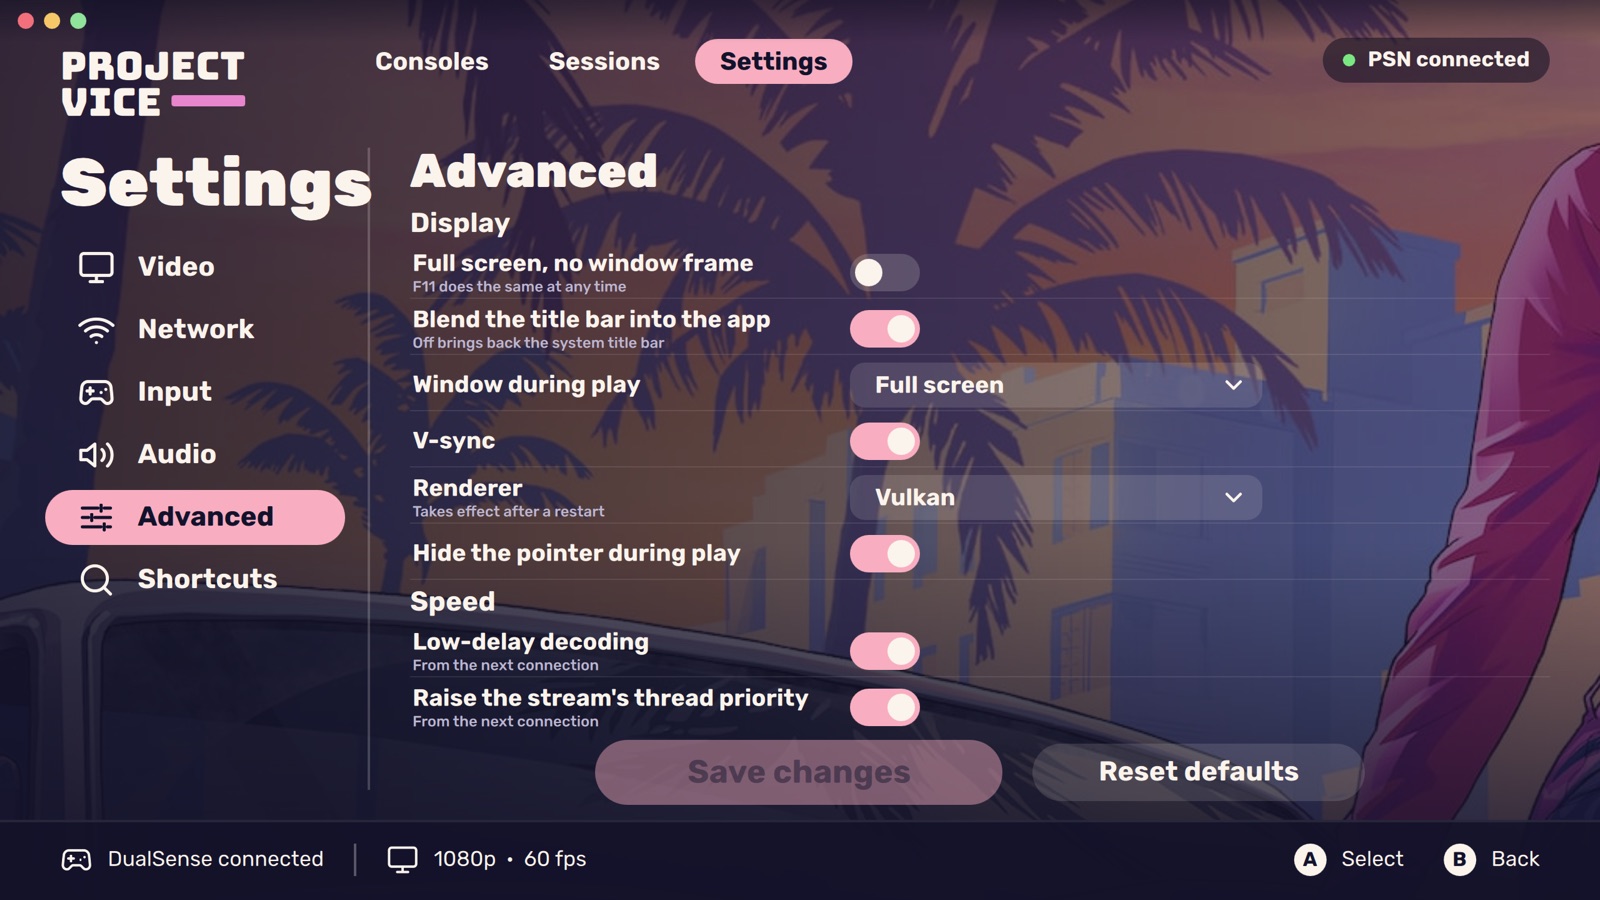 PROJECT
VICE
Consoles
Sessions
Settings
PSN connected
Settings
Video
Network
Input
Audio
Advanced
Shortcuts
Advanced
Display
Full screen, no window frame
F11 does the same at any time
Blend the title bar into the app
Off brings back the system title bar
Window during play
Full screen
V-sync
Renderer
Takes effect after a restart
Vulkan
Hide the pointer during play
Speed
Low-delay decoding
From the next connection
Raise the stream's thread priority
From the next connection
Save changes
Reset defaults
DualSense connected
1080p • 60 fps
A Select
B Back